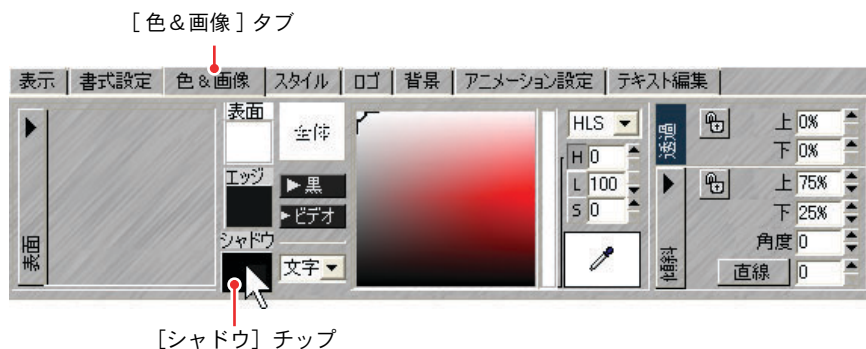 ［色＆画像］タブ
表示 書式設定 色＆画像 スタイル ロゴ 背景 アニメーション設定 テキスト編集
表面
表面
エッジ
シャドウ
全体
▶黒
▶ビデオ
文字
HLS
H 0
L 100
S 0
透過
上 0%
下 0%
傾斜
上 75%
下 25%
角度 0
直線 0
［シャドウ］チップ